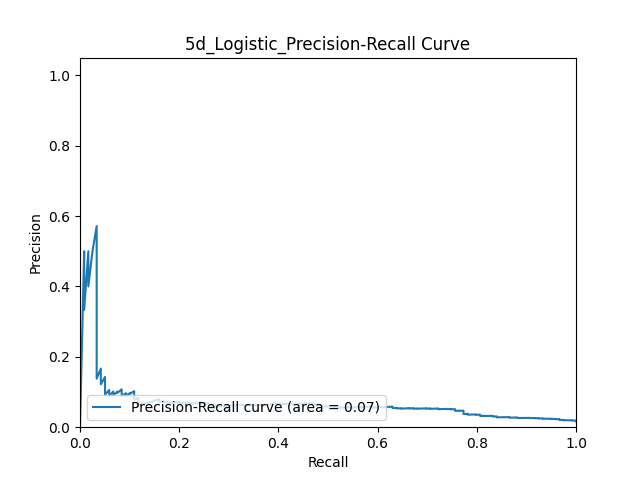 5d_Logistic_Precision-Recall Curve
1.0
0.8
Precision
0.6
0.4
0.2
0.0
Precision-Recall curve (area = 0.07)
0.0 0.2 0.4 0.6 0.8 1.0
Recall